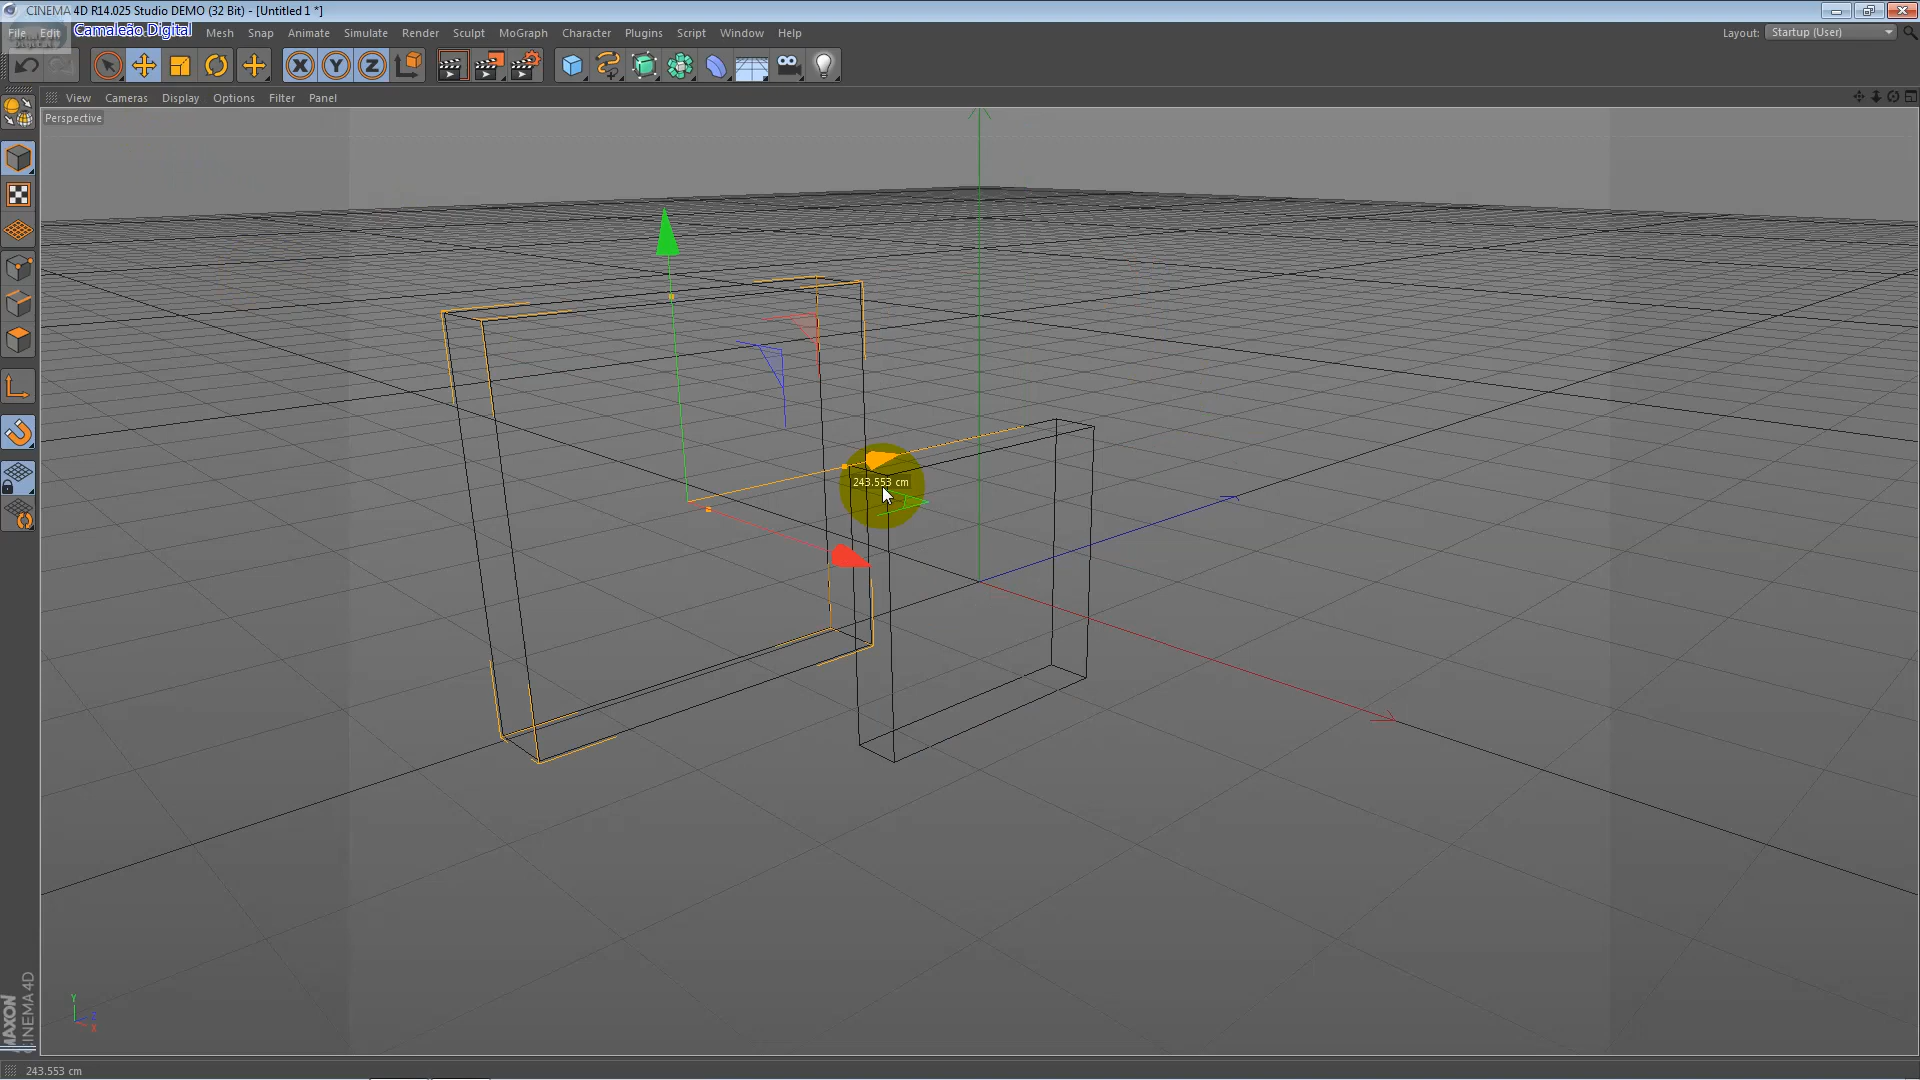 CINEMA 4D R14.025 Studio DEMO (32 Bit) - [Untitled 1 *]
File Edit Camaleão Digital Mesh Snap Animate Simulate Render Sculpt MoGraph Character Plugins Script Window Help Layout: Startup (User)
X Y Z
View Cameras Display Options Filter Panel
Perspective
243.553 cm
Y
Z
X
MAXON
CINEMA 4D
243.553 cm